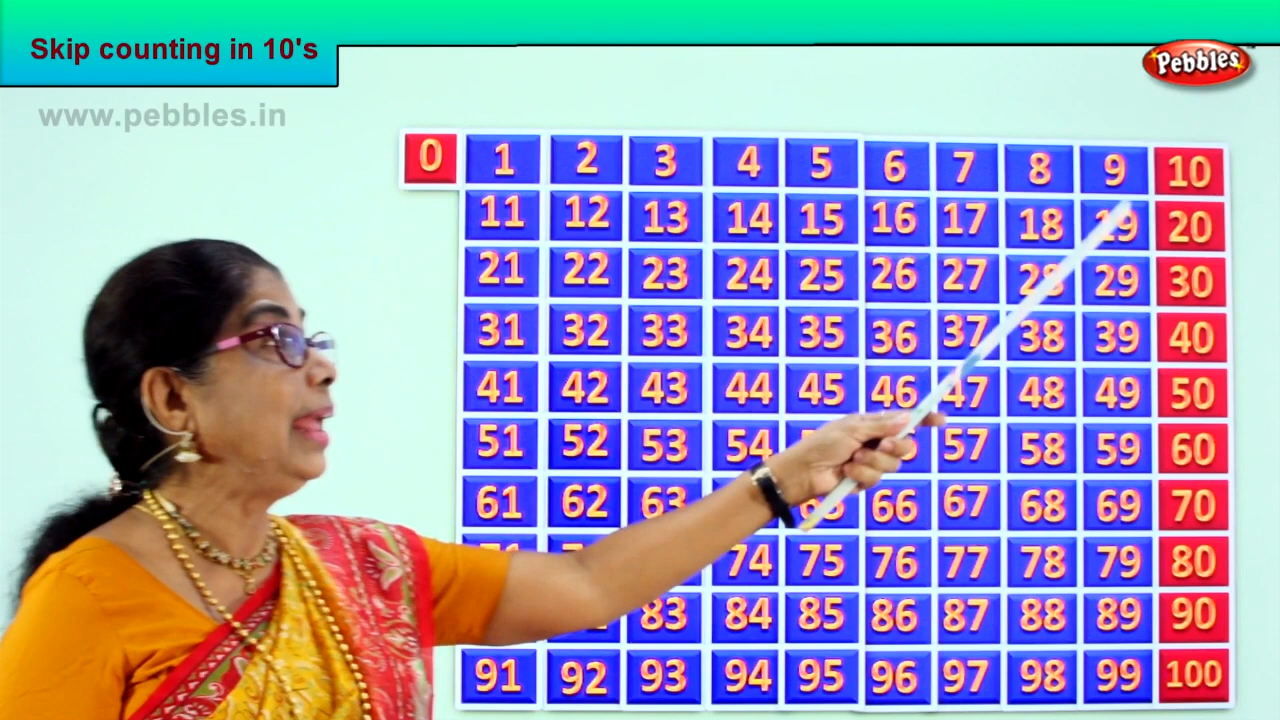 Skip counting in 10's
Pebbles
www.pebbles.in
0 1 2 3 4 5 6 7 8 9 10
11 12 13 14 15 16 17 18 19 20
21 22 23 24 25 26 27 28 29 30
31 32 33 34 35 36 37 38 39 40
41 42 43 44 45 46 47 48 49 50
51 52 53 54 57 58 59 60
61 62 63 66 67 68 69 70
74 75 76 77 78 79 80
83 84 85 86 87 88 89 90
91 92 93 94 95 96 97 98 99 100